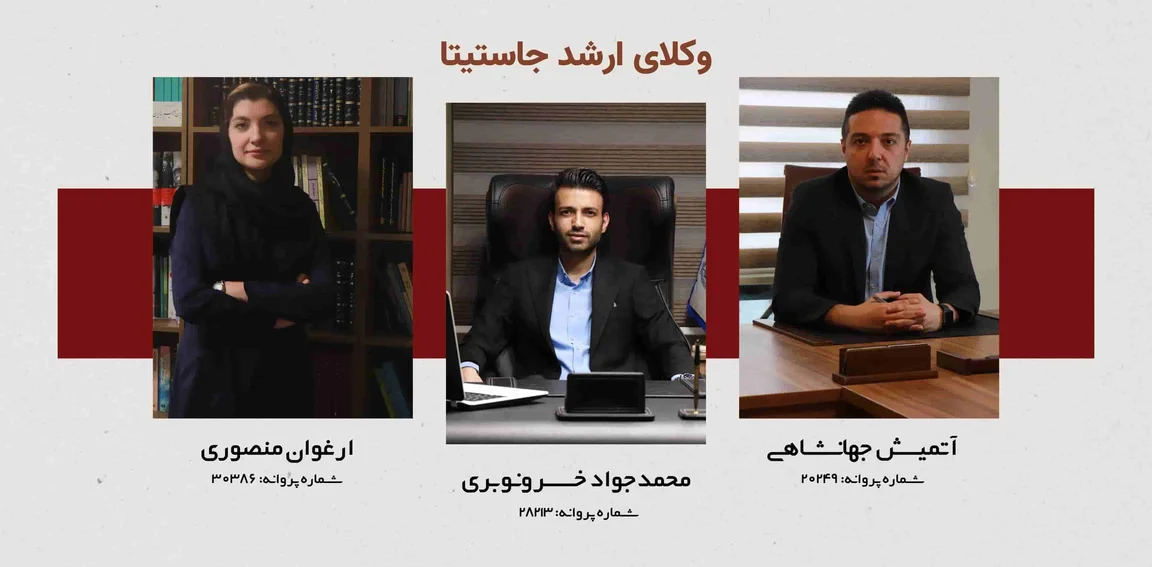 وکلای ارشد جاستیتا
آتمیش جهانشاهی
شماره پروانه: ۲۰۲۴۹
محمدجواد خرونوبری
شماره پروانه: ۲۸۲۱۳
ارغوان منصوری
شماره پروانه: ۳۰۳۸۶